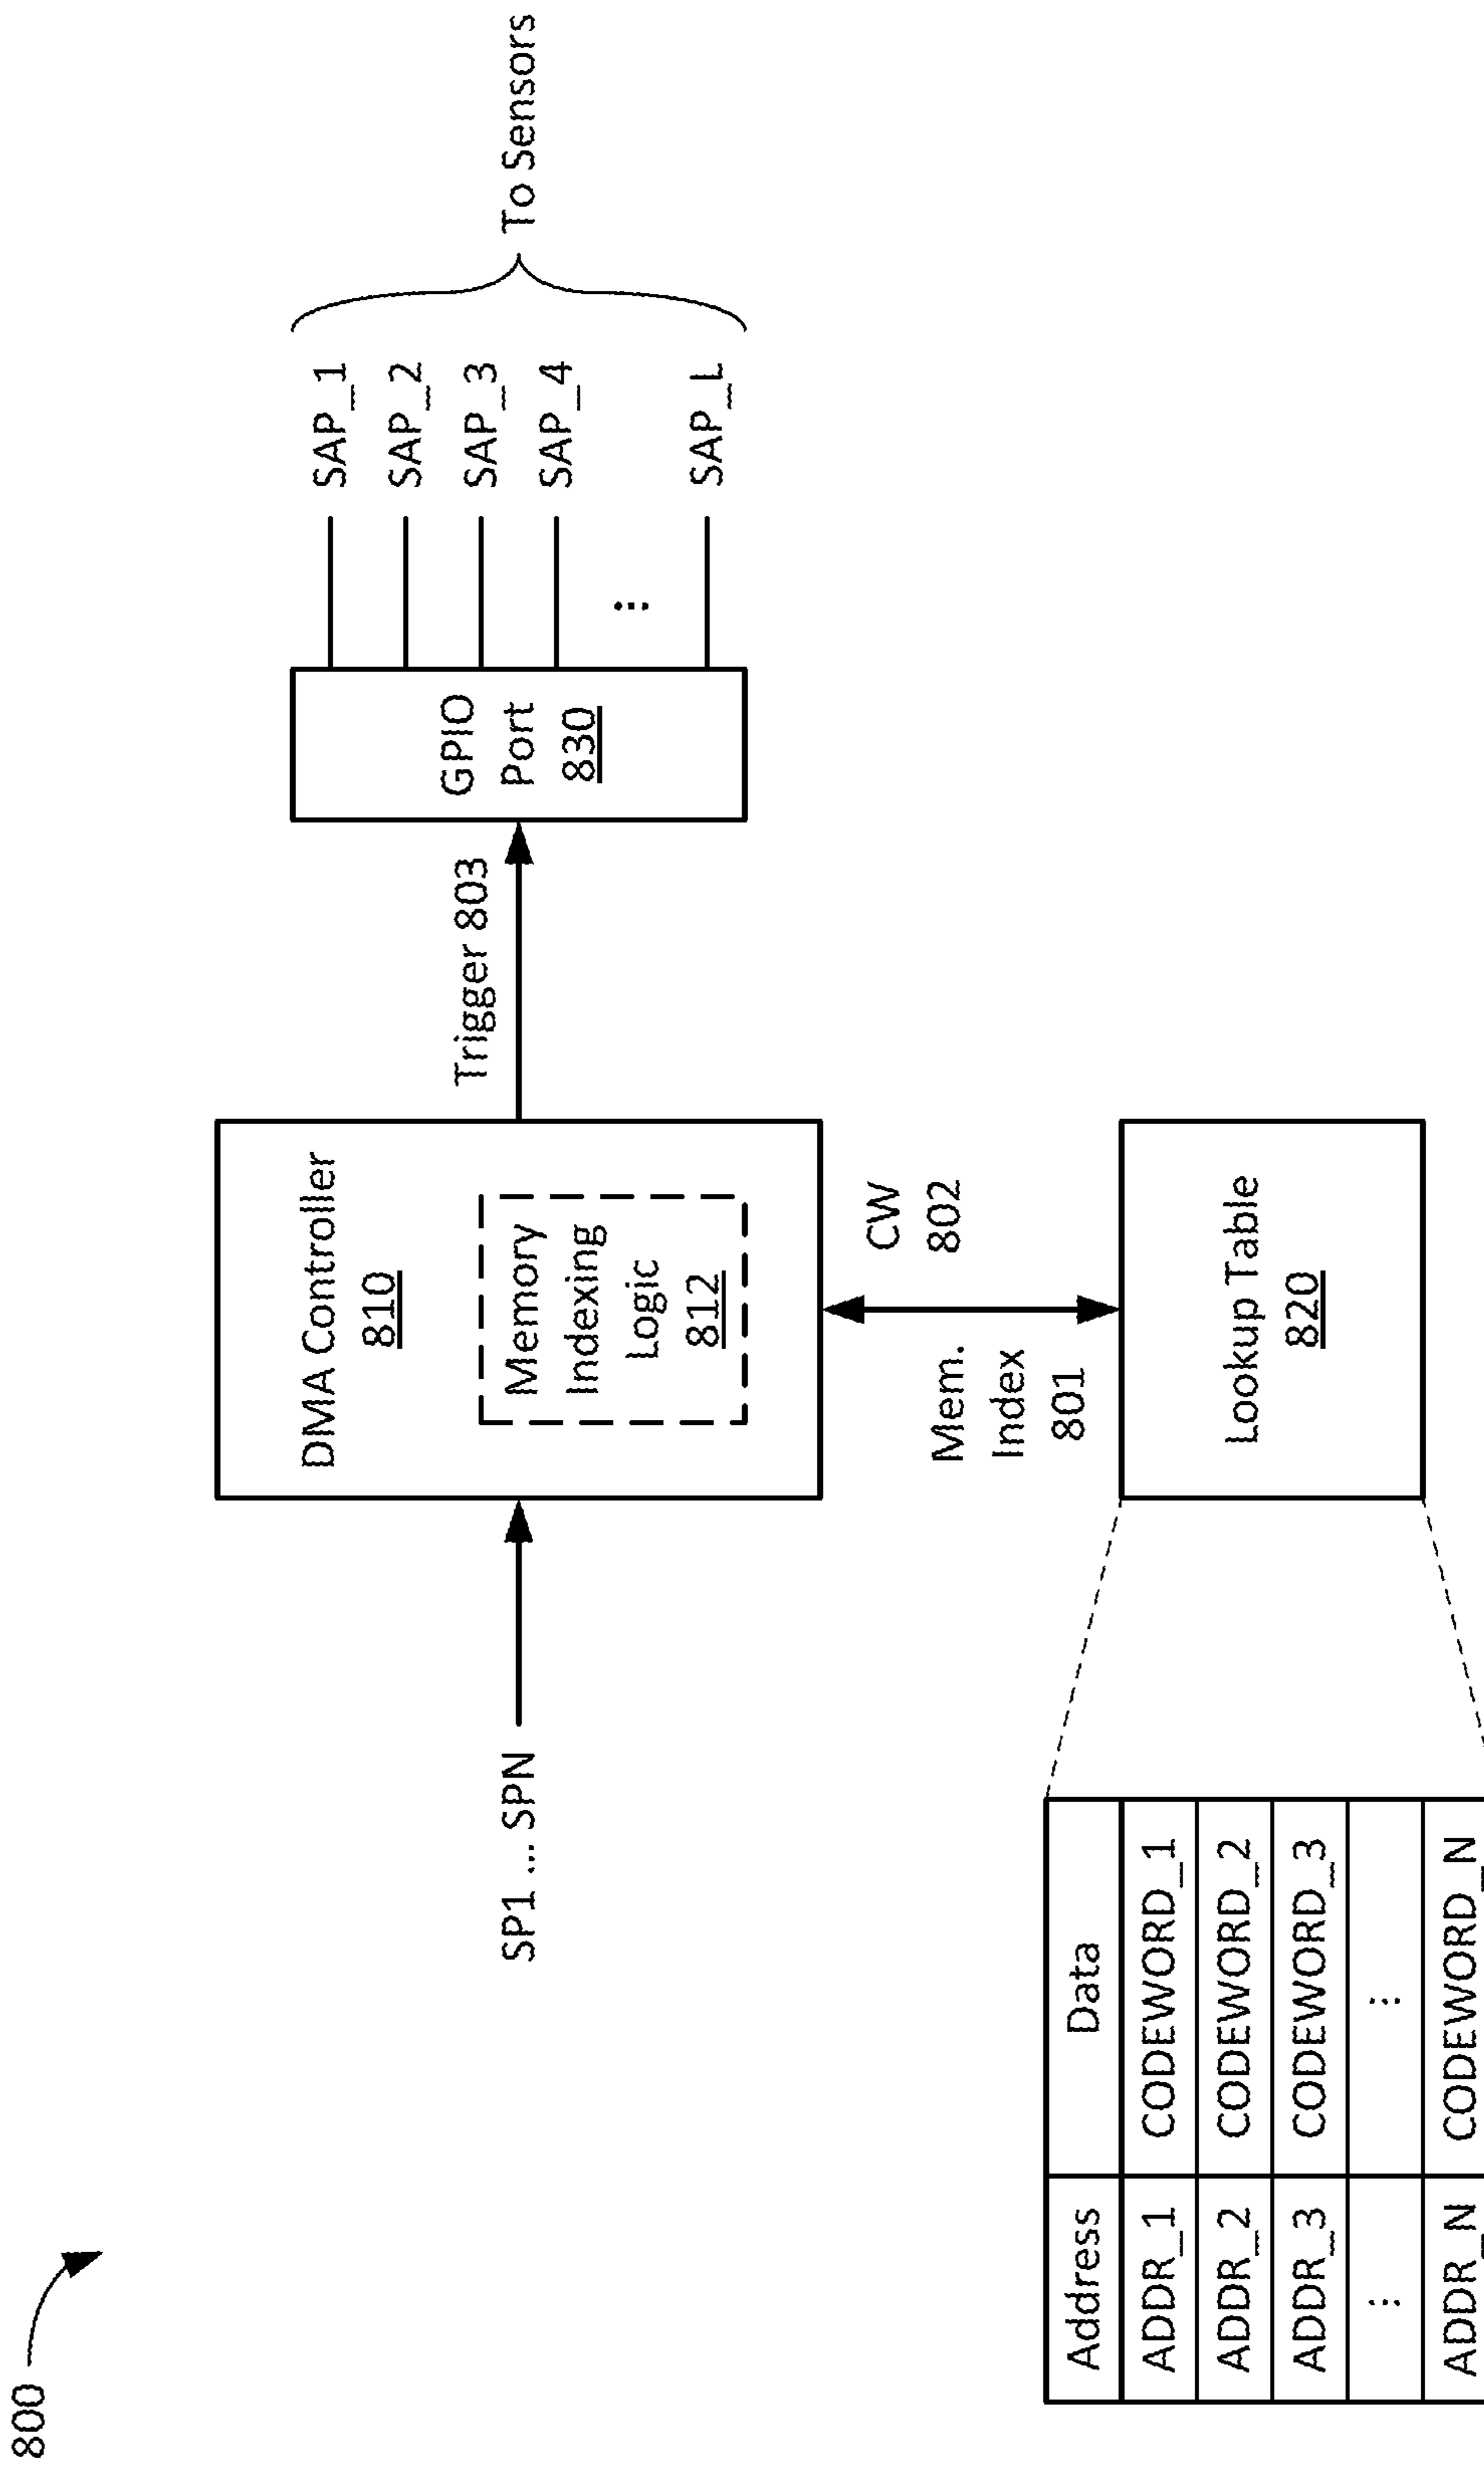 800
DMA Controller
810
Memory
Indexing
Logic
812
SP1 ... SPN
Trigger 803
GPIO
Port
830
SAP_1
SAP_2
SAP_3
SAP_4
...
SAP_L
To Sensors
Mem.
Index
801
CW
802
Lookup Table
820
Address Data
ADDR_1 CODEWORD_1
ADDR_2 CODEWORD_2
ADDR_3 CODEWORD_3
... ...
ADDR_N CODEWORD_N